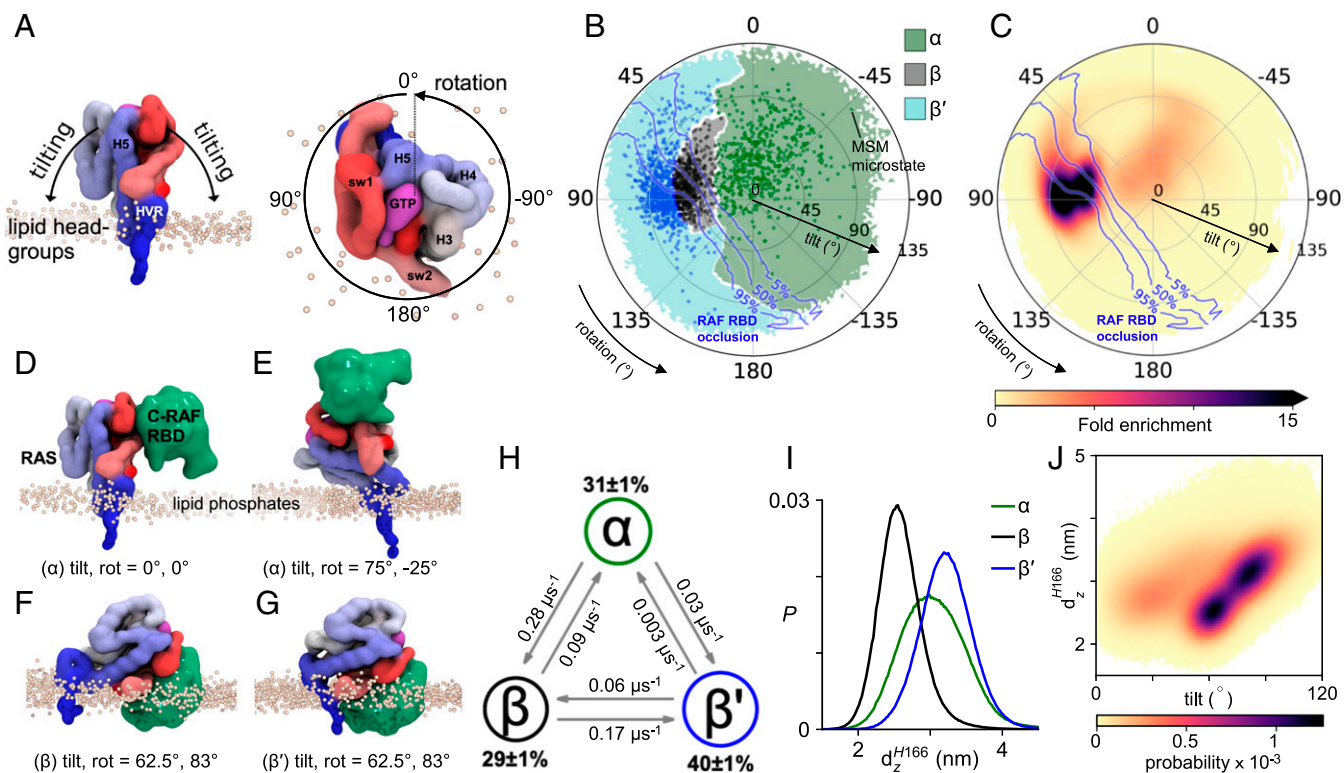 A
tilting
tilting
H5
HVR
lipid head-
groups
0°
rotation
90°
-90°
180°
sw1
H5
H4
GTP
H3
sw2
B
0
45
-45
90
-90
135
-135
180
0
45
90
135
tilt (°)
rotation (°)
MSM
microstate
5%
50%
95%
RAF RBD
occlusion
α
β
β′
C
0
45
-45
90
-90
135
-135
180
0
45
90
135
tilt (°)
rotation (°)
5%
50%
95%
RAF RBD
occlusion
0
15
Fold enrichment
D
C-RAF
RBD
RAS
lipid phosphates
(α) tilt, rot = 0°, 0°
E
(α) tilt, rot = 75°, -25°
F
(β) tilt, rot = 62.5°, 83°
G
(β′) tilt, rot = 62.5°, 83°
H
31±1%
α
0.28 µs⁻¹
0.09 µs⁻¹
0.03 µs⁻¹
0.003 µs⁻¹
0.06 µs⁻¹
0.17 µs⁻¹
β
29±1%
β′
40±1%
I
0.03
P
0
2
4
d_z^H166 (nm)
α
β
β′
J
5
d_z^H166 (nm)
2
0
tilt (°)
120
0
0.5
1
probability x 10⁻³